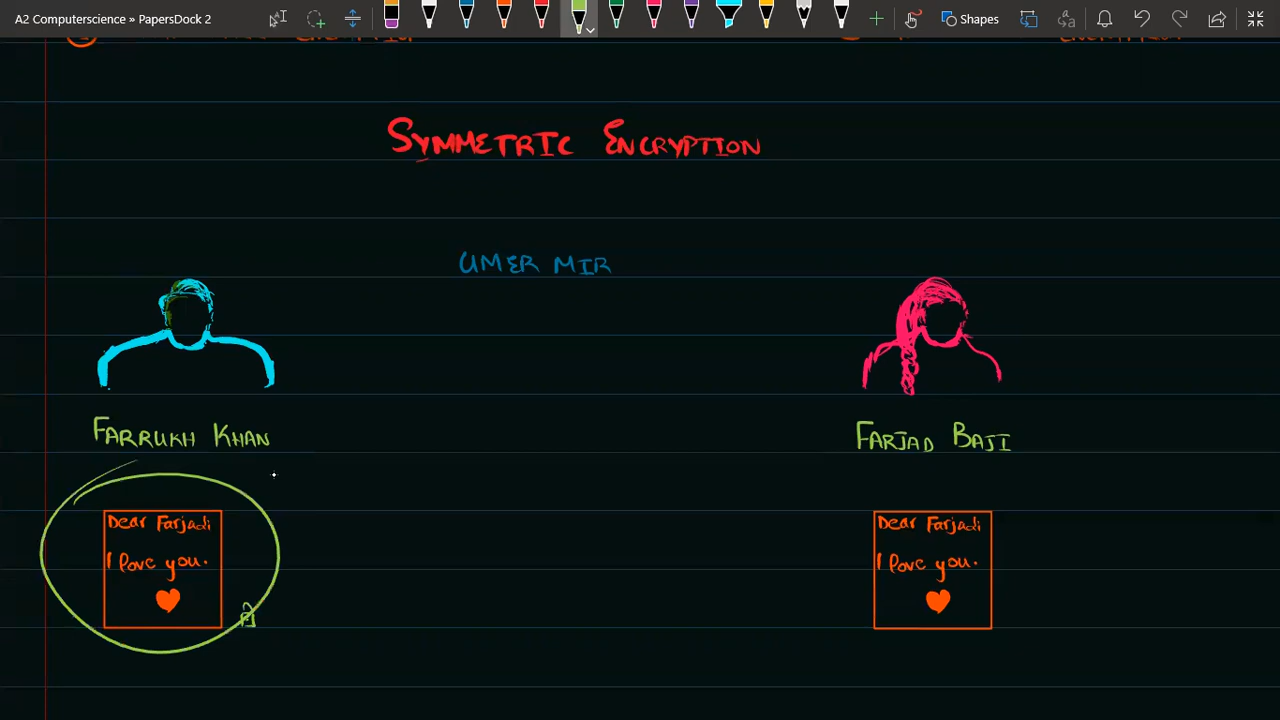 A2 Computerscience » PapersDock 2
Shapes
ENCRYPTION
SYMMETRIC ENCRYPTION
UMER MIR
FARRUKH KHAN
FARJAD BAJI
Dear Farjadi
I love you.
Dear Farjadi
I love you.